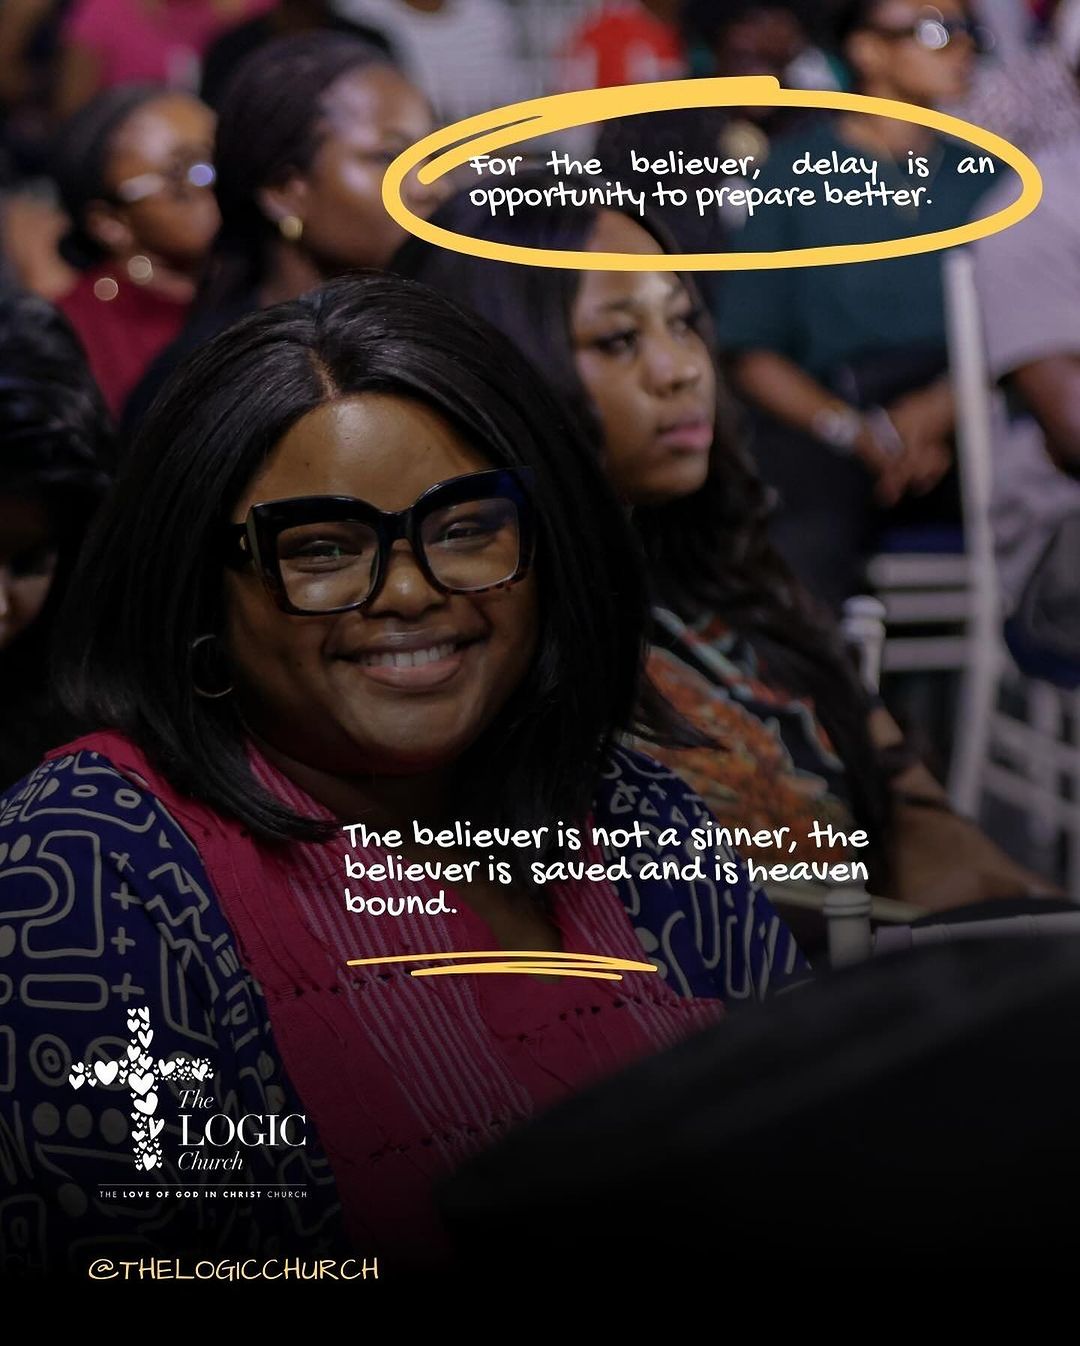 For the believer, delay is an
opportunity to prepare better.
The believer is not a sinner, the
believer is saved and is heaven
bound.
The
LOGIC
Church
THE LOVE OF GOD IN CHRIST CHURCH
@THELOGICCHURCH